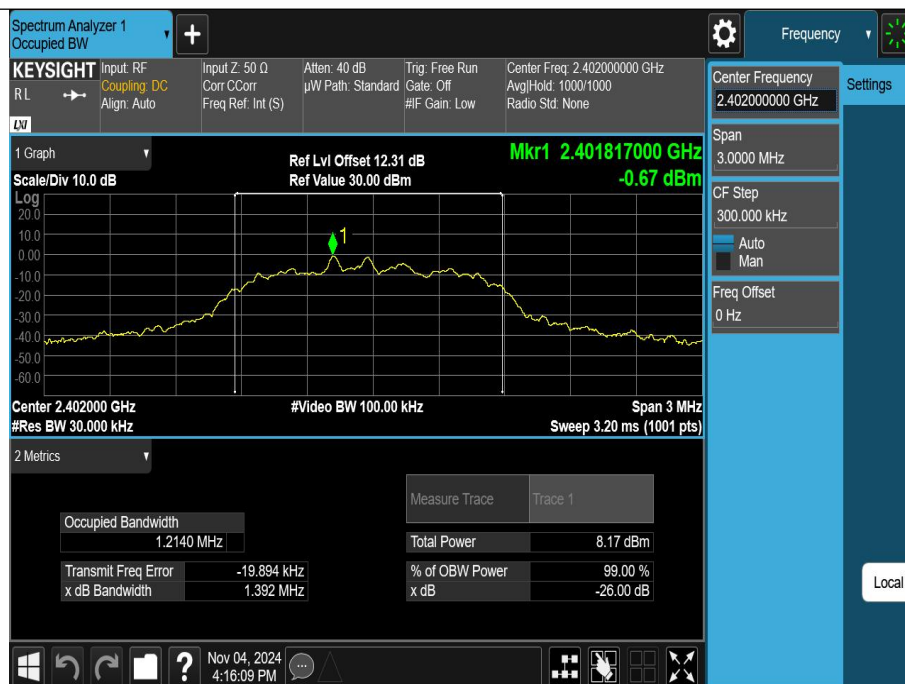 Spectrum Analyzer 1
Occupied BW
+
Frequency
KEYSIGHT
RL
LXI
Input: RF
Coupling: DC
Align: Auto
Input Z: 50 Ω
Corr CCorr
Freq Ref: Int (S)
Atten: 40 dB
µW Path: Standard
Trig: Free Run
Gate: Off
#IF Gain: Low
Center Freq: 2.402000000 GHz
Avg|Hold: 1000/1000
Radio Std: None
Center Frequency
2.402000000 GHz
Settings
Span
3.0000 MHz
CF Step
300.000 kHz
Auto
Man
Freq Offset
0 Hz
Local
1 Graph
Scale/Div 10.0 dB
Ref Lvl Offset 12.31 dB
Ref Value 30.00 dBm
Mkr1 2.401817000 GHz
-0.67 dBm
Log
20.0
10.0
0.00
-10.0
-20.0
-30.0
-40.0
-50.0
-60.0
1
Center 2.402000 GHz
#Res BW 30.000 kHz
#Video BW 100.00 kHz
Span 3 MHz
Sweep 3.20 ms (1001 pts)
2 Metrics
Measure Trace Trace 1
Occupied Bandwidth
1.2140 MHz
Total Power 8.17 dBm
Transmit Freq Error -19.894 kHz
% of OBW Power 99.00 %
x dB Bandwidth 1.392 MHz
x dB -26.00 dB
?
Nov 04, 2024
4:16:09 PM